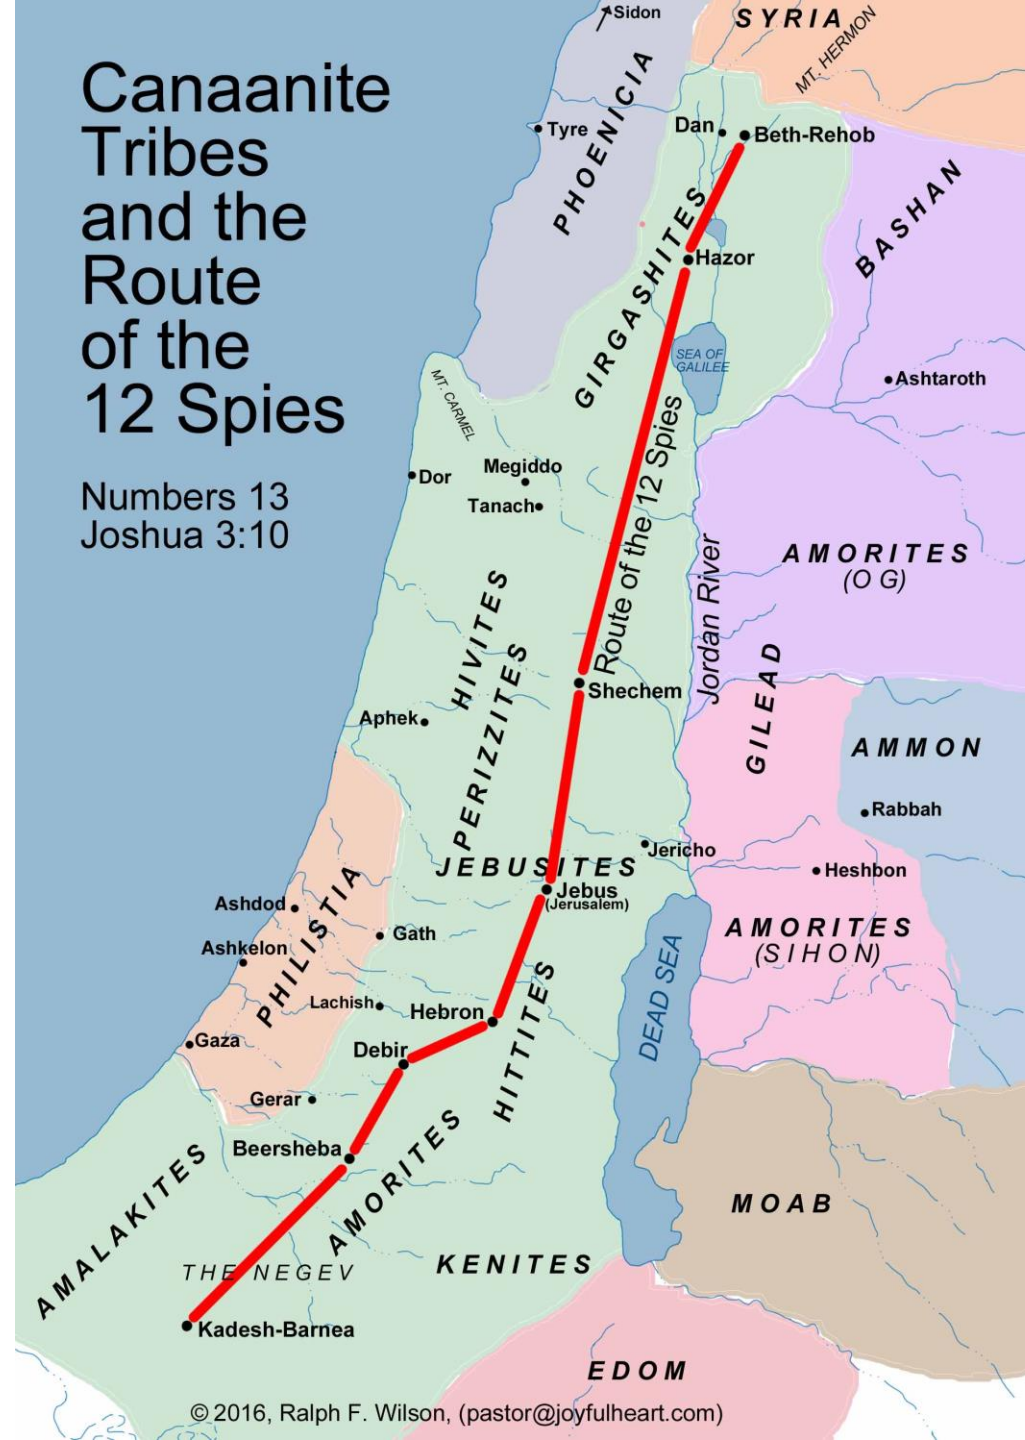 Canaanite
Tribes
and the
Route
of the
12 Spies
Numbers 13
Joshua 3:10
Sidon
SYRIA
MT. HERMON
PHOENICIA
Tyre
Dan
Beth-Rehob
BASHAN
GIRGASHITES
Hazor
SEA OF
GALILEE
Ashtaroth
MT. CARMEL
Dor
Megiddo
Tanach
Route of the 12 Spies
Jordan River
AMORITES
(OG)
HIVITES
PERIZZITES
Shechem
GILEAD
Aphek
AMMON
Rabbah
JEBUSITES
Jericho
Heshbon
Jebus
(Jerusalem)
PHILISTIA
Ashdod
Ashkelon
Gath
AMORITES
(SIHON)
DEAD SEA
Lachish
Hebron
HITTITES
Gaza
Debir
Gerar
Beersheba
AMORITES
AMALAKITES
MOAB
THE NEGEV
KENITES
Kadesh-Barnea
EDOM
© 2016, Ralph F. Wilson, (pastor@joyfulheart.com)